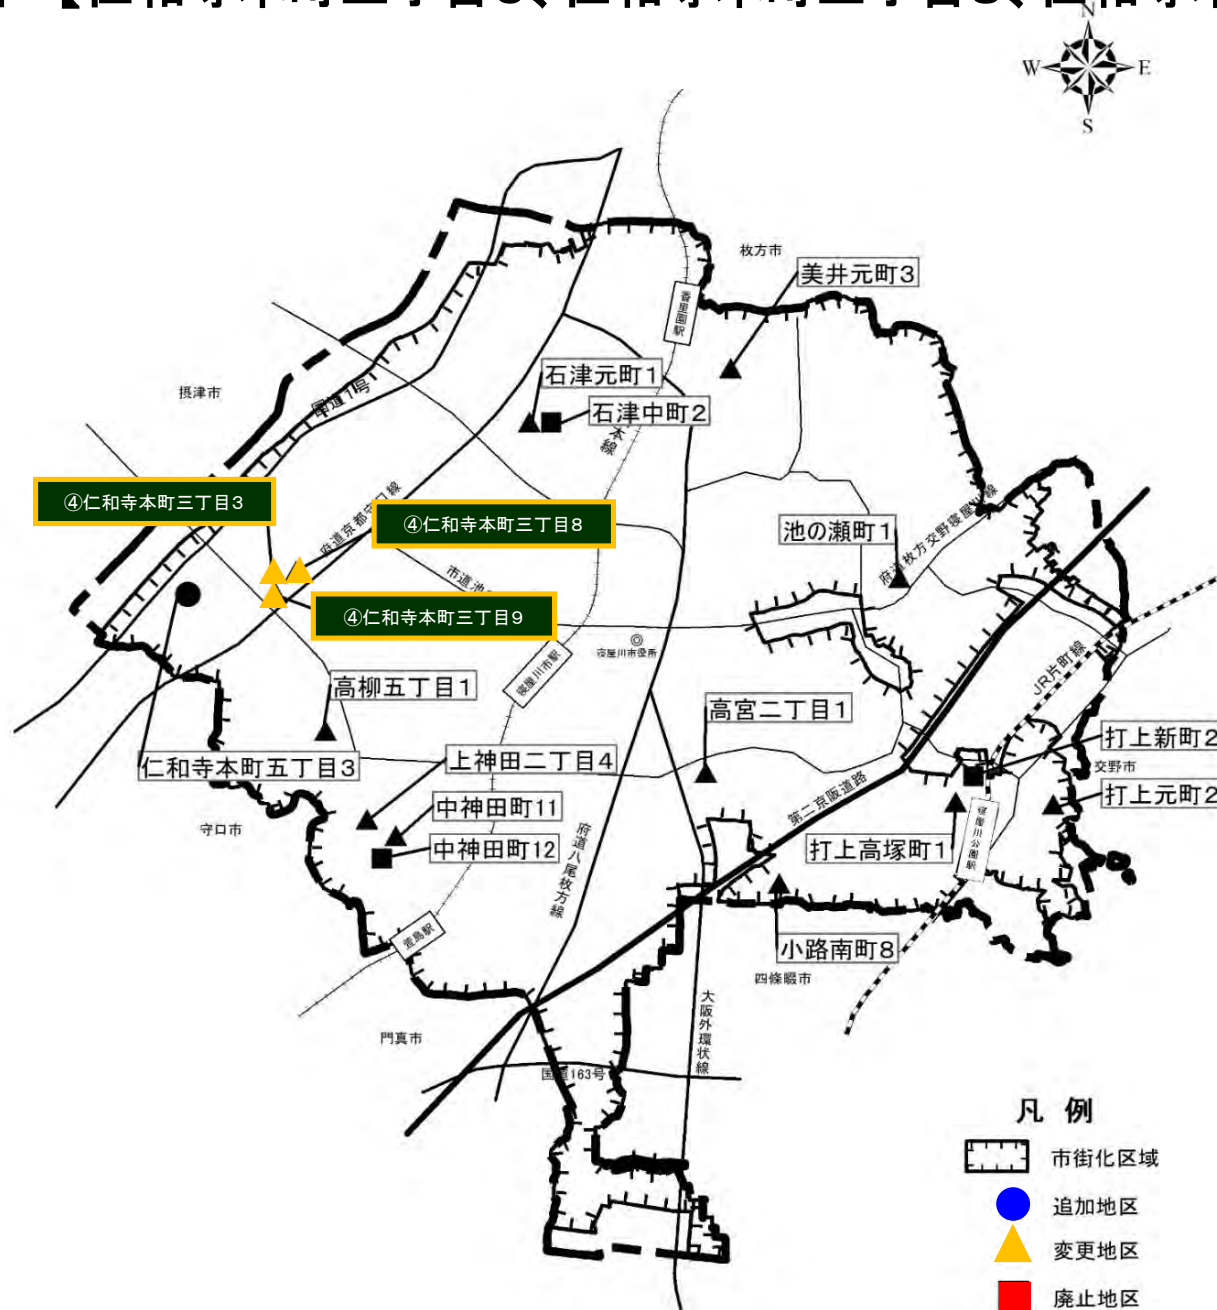 N
W
E
S
枚方市
美井元町3
香里園駅
石津元町1
石津中町2
本線
摂津市
国道1号
④仁和寺本町三丁目3
④仁和寺本町三丁目8
府道京都守口線
④仁和寺本町三丁目9
市道池
池の瀬町1
府道枚方交野寝屋川線
寝屋川市役所
寝屋川市駅
JR片町線
高柳五丁目1
高宮二丁目1
仁和寺本町五丁目3
上神田二丁目4
中神田町11
中神田町12
守口市
打上新町2
交野市
打上元町2
打上高塚町1
寝屋川公園駅
第二京阪道路
府道八尾枚方線
萱島駅
小路南町8
四條畷市
大阪外環状線
門真市
国道163号
凡 例
市街化区域
追加地区
変更地区
廃止地区